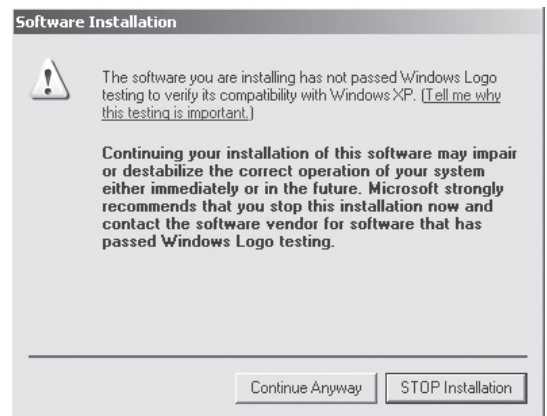 Software Installation
The software you are installing has not passed Windows Logo
testing to verify its compatibility with Windows XP. (Tell me why
this testing is important.)
Continuing your installation of this software may impair
or destabilize the correct operation of your system
either immediately or in the future. Microsoft strongly
recommends that you stop this installation now and
contact the software vendor for software that has
passed Windows Logo testing.
Continue Anyway
STOP Installation